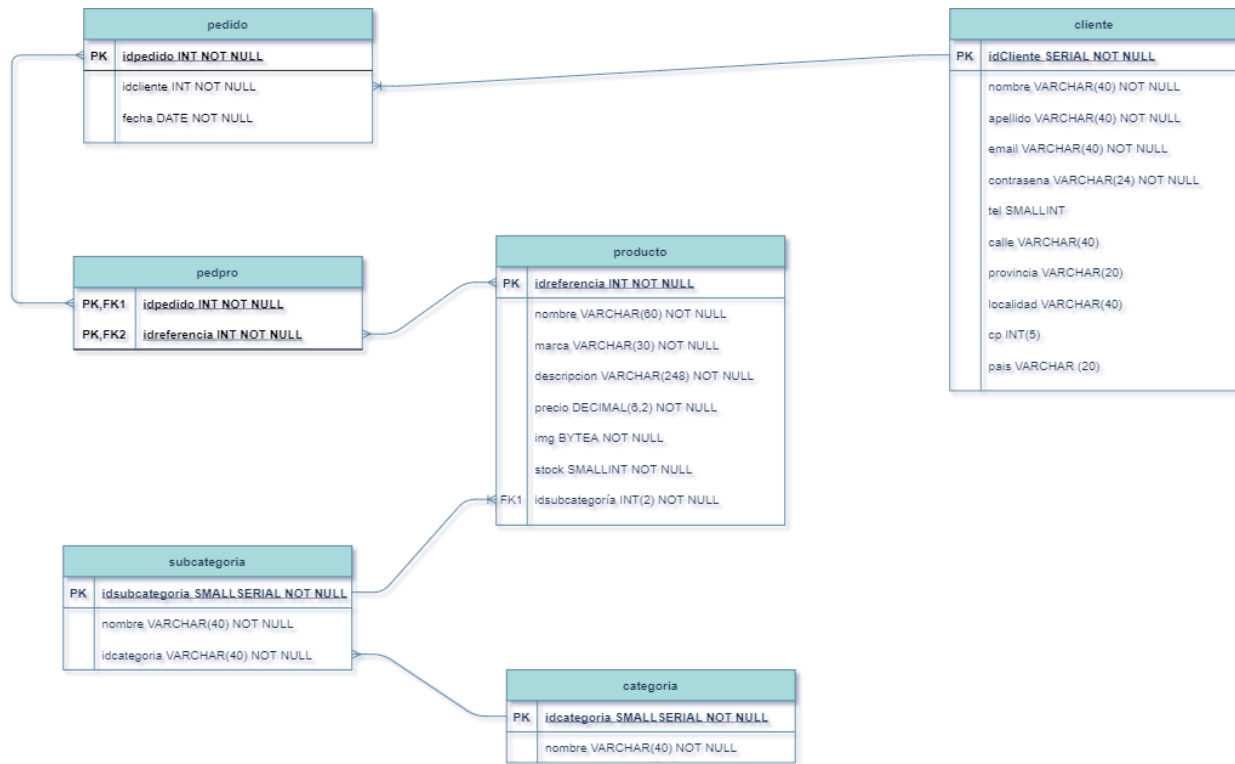 pedido
PK idpedido INT NOT NULL
idcliente INT NOT NULL
fecha DATE NOT NULL
cliente
PK idCliente SERIAL NOT NULL
nombre VARCHAR(40) NOT NULL
apellido VARCHAR(40) NOT NULL
email VARCHAR(40) NOT NULL
contrasena VARCHAR(24) NOT NULL
tel SMALLINT
calle VARCHAR(40)
provincia VARCHAR(20)
localidad VARCHAR(40)
cp INT(5)
pais VARCHAR (20)
pedpro
PK,FK1 idpedido INT NOT NULL
PK,FK2 idreferencia INT NOT NULL
producto
PK idreferencia INT NOT NULL
nombre VARCHAR(60) NOT NULL
marca VARCHAR(30) NOT NULL
descripcion VARCHAR(248) NOT NULL
precio DECIMAL(6,2) NOT NULL
img BYTEA NOT NULL
stock SMALLINT NOT NULL
FK1 idsubcategoría INT(2) NOT NULL
subcategoria
PK idsubcategoria SMALLSERIAL NOT NULL
nombre VARCHAR(40) NOT NULL
idcategoria VARCHAR(40) NOT NULL
categoria
PK idcategoria SMALLSERIAL NOT NULL
nombre VARCHAR(40) NOT NULL